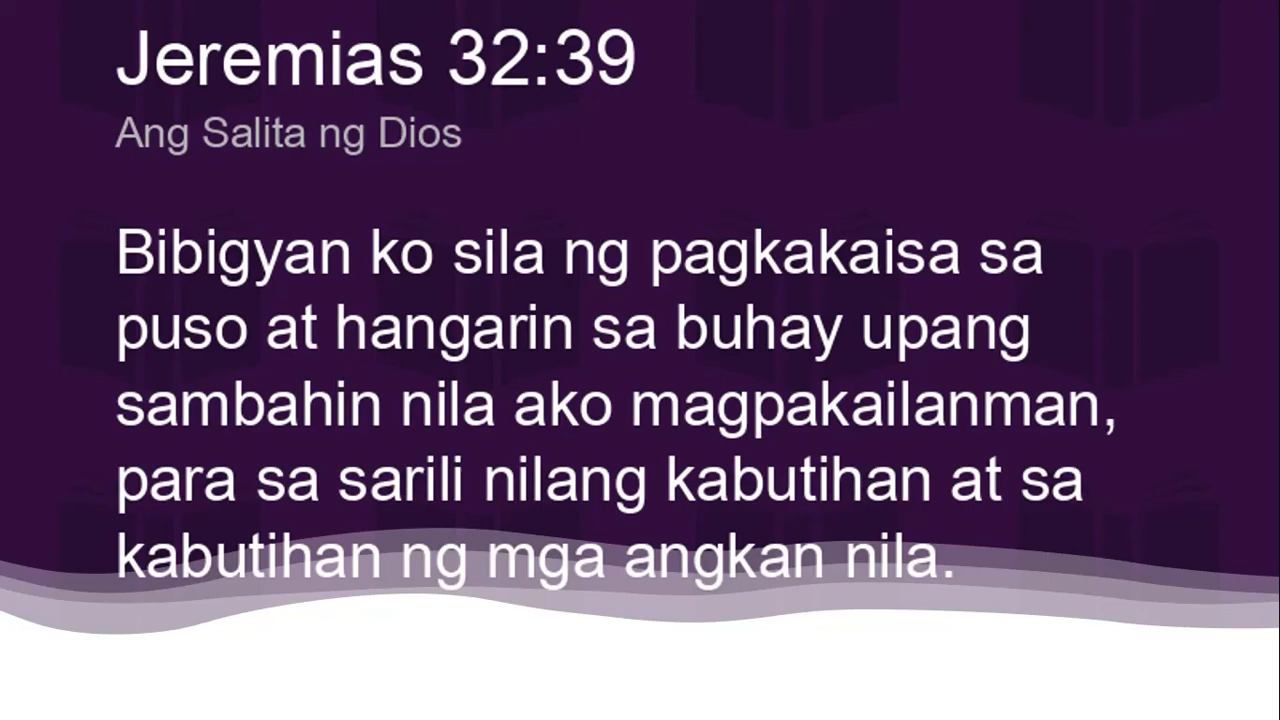 Jeremias 32:39
Ang Salita ng Dios
Bibigyan ko sila ng pagkakaisa sa
puso at hangarin sa buhay upang
sambahin nila ako magpakailanman,
para sa sarili nilang kabutihan at sa
kabutihan ng mga angkan nila.